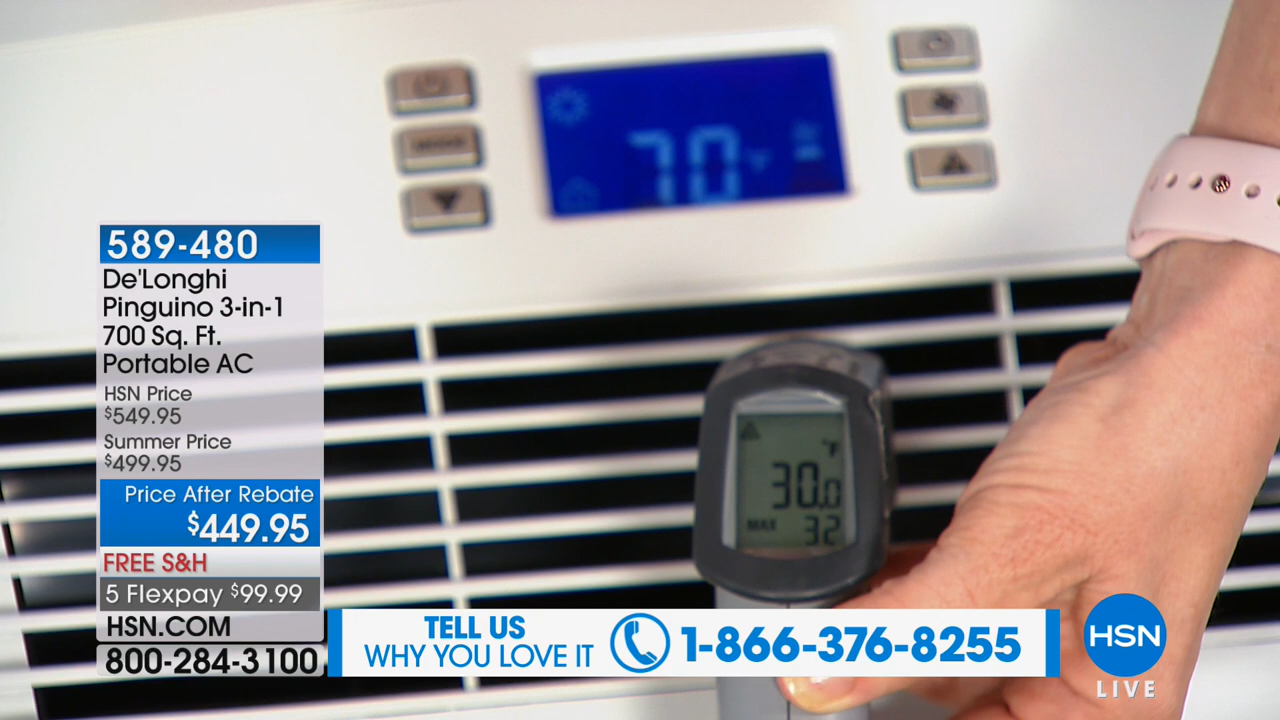 70 °F
589-480
De'Longhi
Pinguino 3-in-1
700 Sq. Ft.
Portable AC
HSN Price
$549.95
Summer Price
$499.95
Price After Rebate
$449.95
FREE S&H
5 Flexpay $99.99
HSN.COM
800-284-3100
°F
30.0
MAX 32
TELL US
WHY YOU LOVE IT
1-866-376-8255
HSN
LIVE